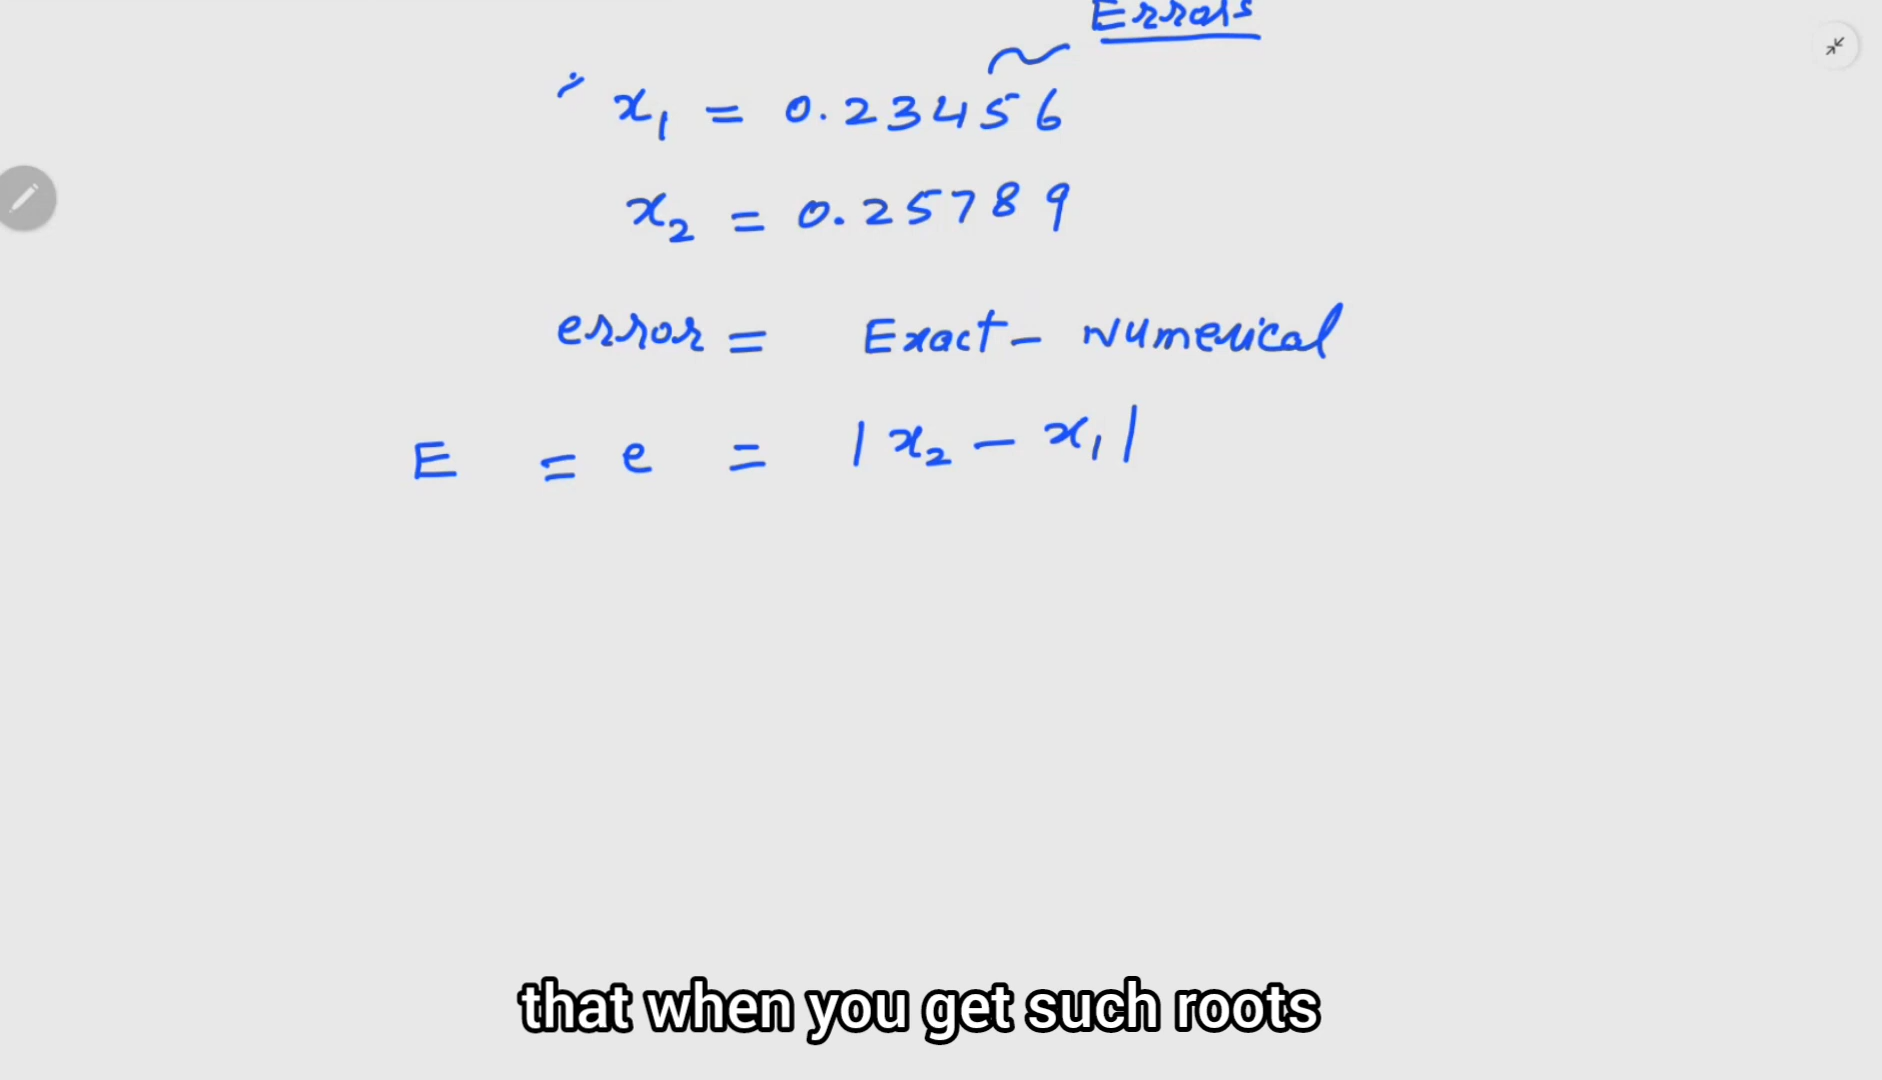 Errors
x₁ = 0.23456
x₂ = 0.25789
error = Exact - Numerical
E = e = |x₂ - x₁|
that when you get such roots